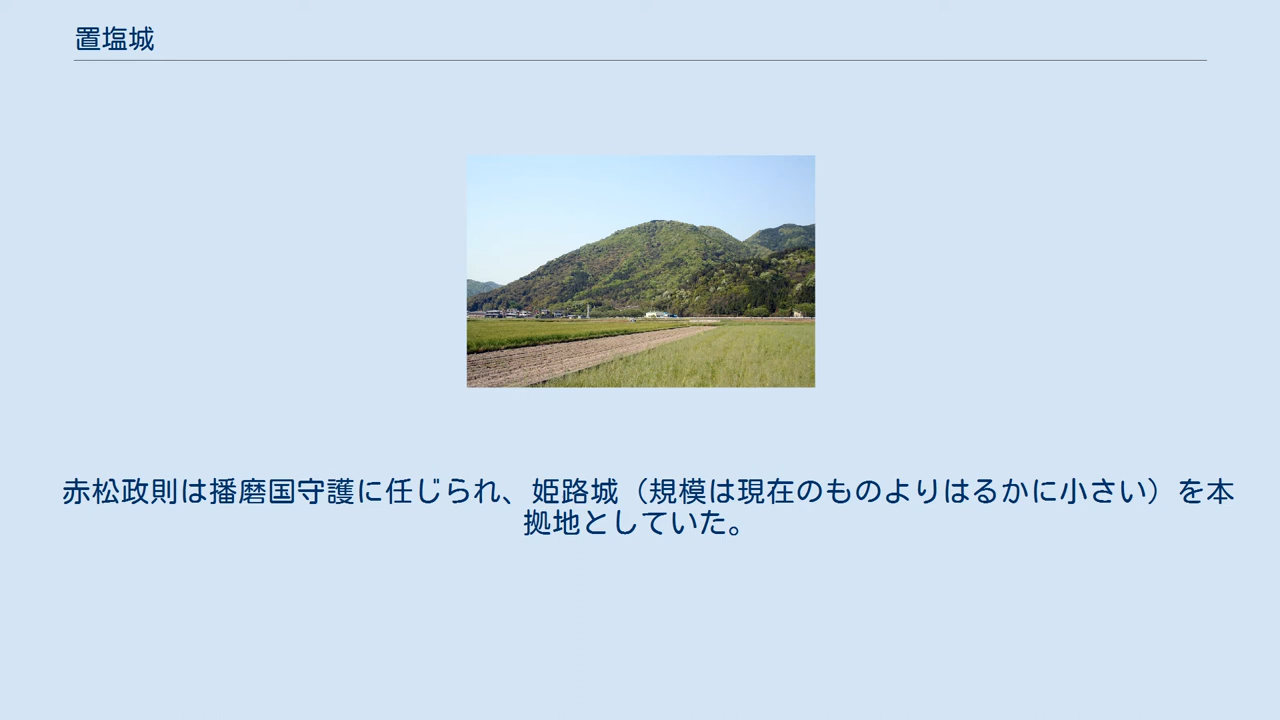 置塩城
赤松政則は播磨国守護に任じられ、姫路城（規模は現在のものよりはるかに小さい）を本
拠地としていた。